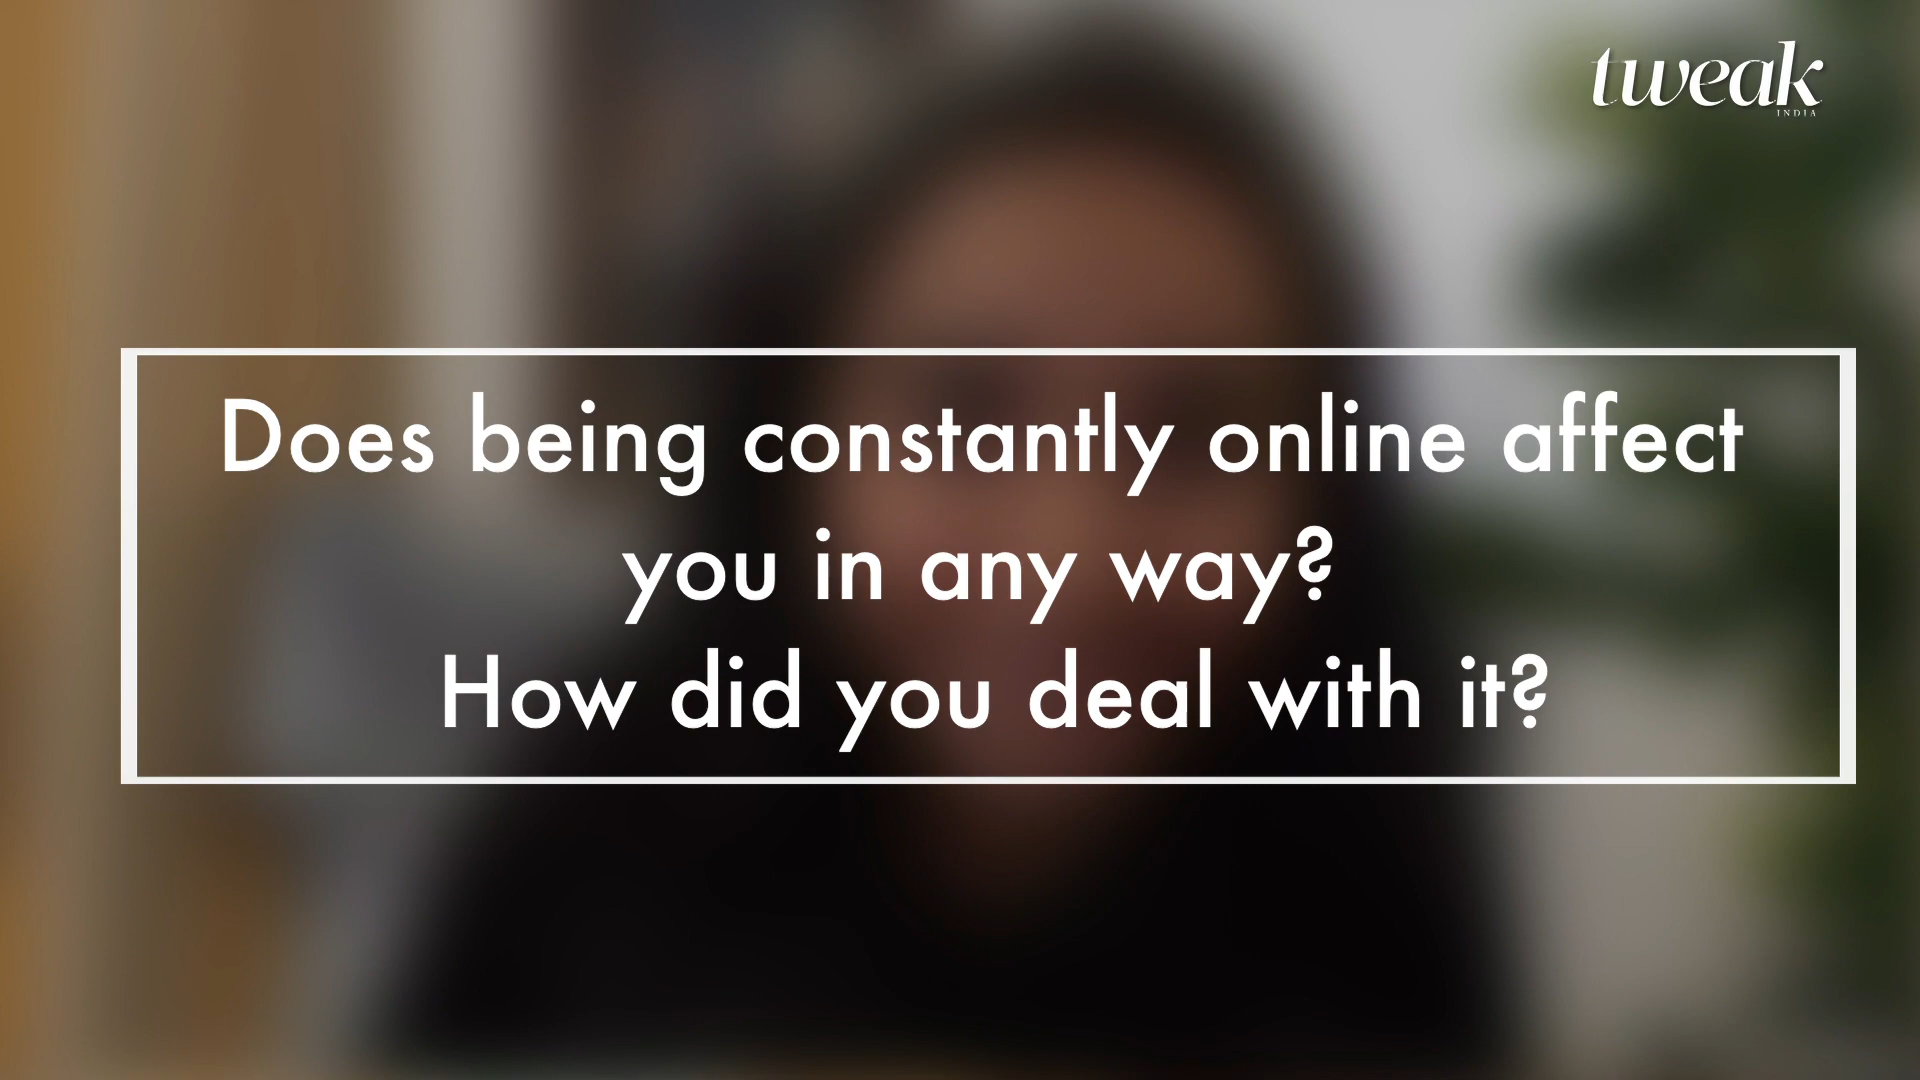 tweak
INDIA
Does being constantly online affect
you in any way?
How did you deal with it?